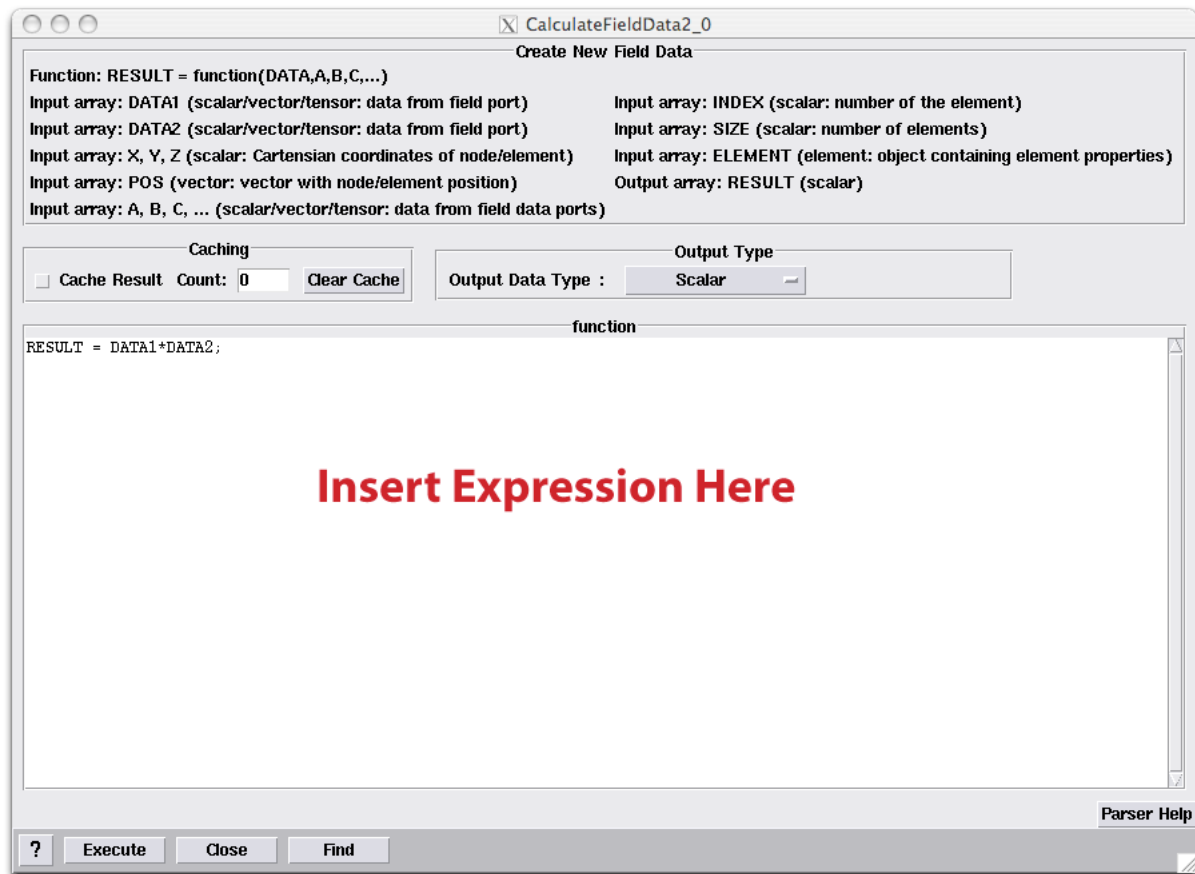 CalculateFieldData2_0
Create New Field Data
Function: RESULT = function(DATA,A,B,C,...)
Input array: DATA1 (scalar/vector/tensor: data from field port)
Input array: INDEX (scalar: number of the element)
Input array: DATA2 (scalar/vector/tensor: data from field port)
Input array: SIZE (scalar: number of elements)
Input array: X, Y, Z (scalar: Cartensian coordinates of node/element)
Input array: ELEMENT (element: object containing element properties)
Input array: POS (vector: vector with node/element position)
Output array: RESULT (scalar)
Input array: A, B, C, ... (scalar/vector/tensor: data from field data ports)
Caching
Output Type
Cache Result Count: 0 Clear Cache
Output Data Type : Scalar
function
RESULT = DATA1*DATA2;
Insert Expression Here
Parser Help
? Execute Close Find